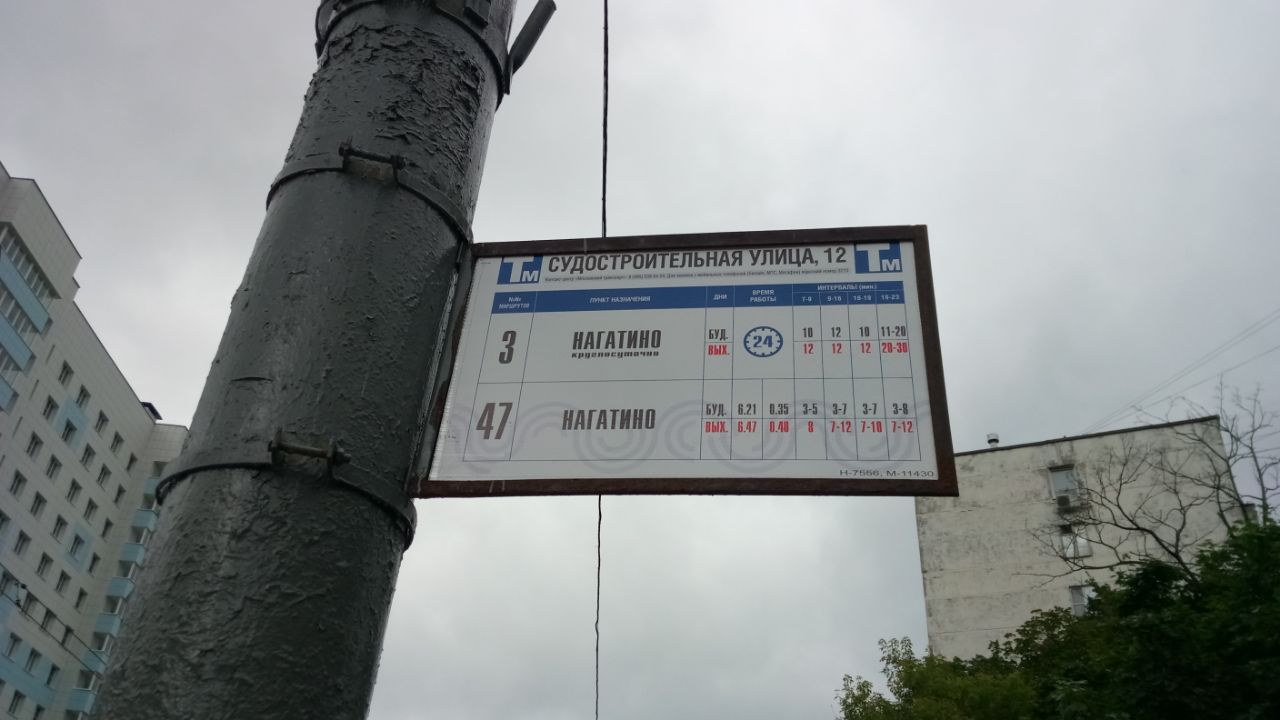 ТМ СУДОСТРОИТЕЛЬНАЯ УЛИЦА, 12 ТМ
№№ МАРШРУТОВ ПУНКТ НАЗНАЧЕНИЯ ДНИ ВРЕМЯ РАБОТЫ ИНТЕРВАЛЫ (мин.)
7-9 9-16 16-19 19-23
3 НАГАТИНО БУД. 24 10 12 10 11-20
круглосуточно ВЫХ. 12 12 12 20-30
47 НАГАТИНО БУД. 6.21 0.35 3-5 3-7 3-7 3-8
ВЫХ. 6.47 0.40 8 7-12 7-10 7-12
Н-7556, М-11430